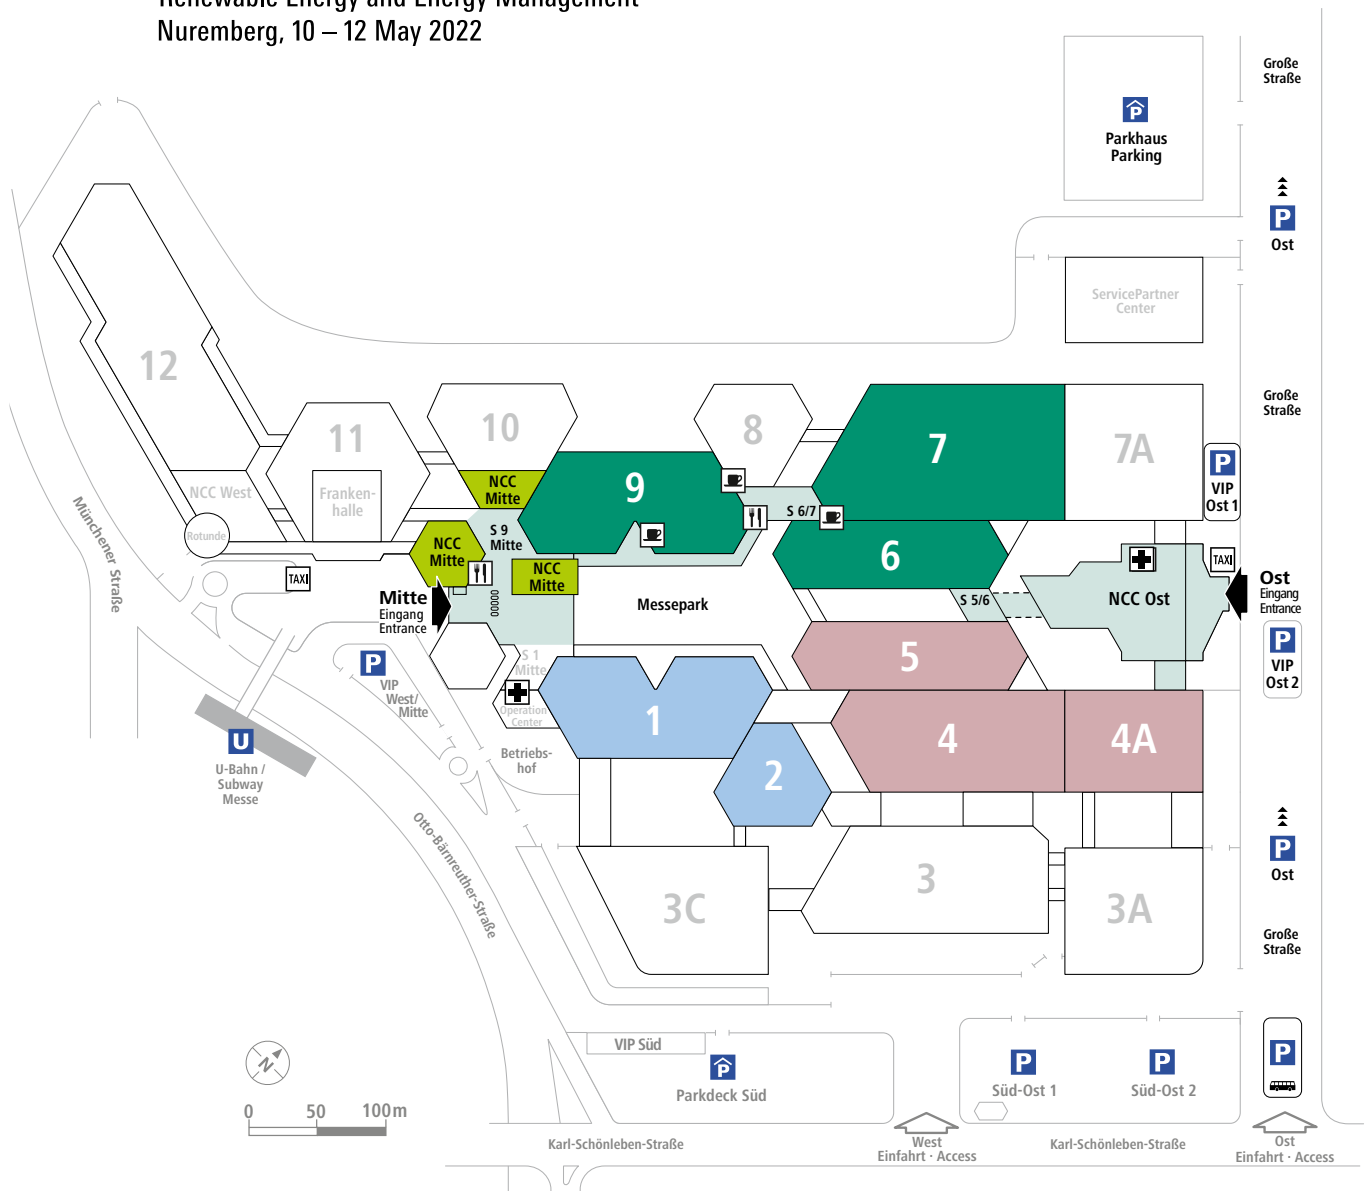 Renewable Energy and Energy Management
Nuremberg, 10 – 12 May 2022
Große
Straße
P
Parkhaus
Parking
P
Ost
ServicePartner
Center
12
11
10
8
7
7A
Große
Straße
P
VIP
Ost 1
NCC West
Franken-
halle
NCC
Mitte
9
S 6/7
Rotunde
S 9
Mitte
NCC
Mitte
NCC
Mitte
6
TAXI
TAXI
Münchener Straße
Mitte
Eingang
Entrance
Messepark
S 5/6
NCC Ost
Ost
Eingang
Entrance
P
VIP
West/
Mitte
S 1
Mitte
5
P
VIP
Ost 2
Operation
Center
1
4
4A
U
U-Bahn /
Subway
Messe
Betriebs-
hof
2
Otto-Bärnreuther-Straße
P
Ost
3C
3
3A
Große
Straße
N
0 50 100m
VIP Süd
P
Parkdeck Süd
P
Süd-Ost 1
P
Süd-Ost 2
P
Karl-Schönleben-Straße
West
Einfahrt · Access
Karl-Schönleben-Straße
Ost
Einfahrt · Access